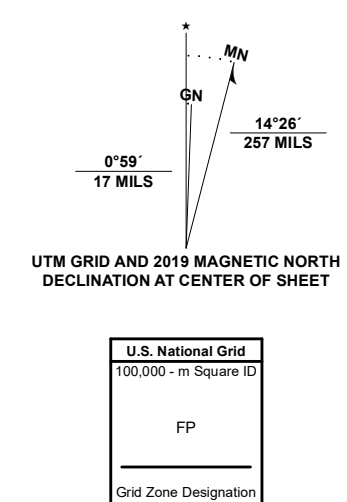 MN
GN
14°26´
257 MILS
0°59´
17 MILS
UTM GRID AND 2019 MAGNETIC NORTH
DECLINATION AT CENTER OF SHEET
U.S. National Grid
100,000 - m Square ID
FP
Grid Zone Designation